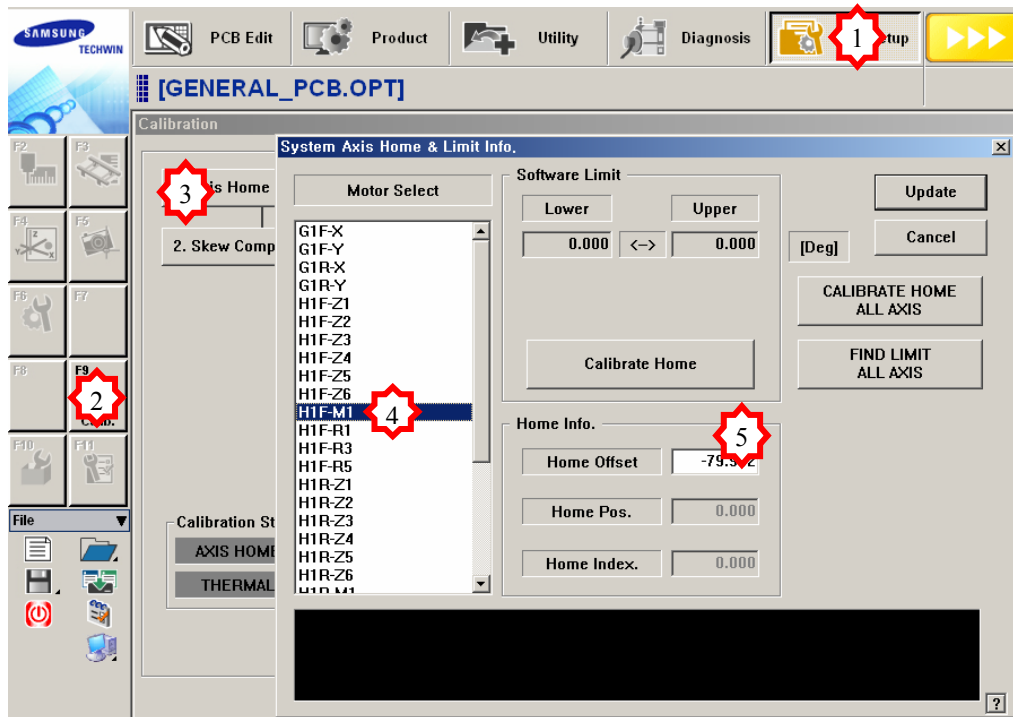 SAMSUNG
TECHWIN
PCB Edit
Product
Utility
Diagnosis
1
tup
[GENERAL_PCB.OPT]
Calibration
System Axis Home & Limit Info.
F2
F3
F4
F5
F6
F7
F8
F9
2
F10
F11
3
is Home
2. Skew Comp
Motor Select
G1F-X
G1F-Y
G1R-X
G1R-Y
H1F-Z1
H1F-Z2
H1F-Z3
H1F-Z4
H1F-Z5
H1F-Z6
H1F-M1
4
H1F-R1
H1F-R3
H1F-R5
H1R-Z1
H1R-Z2
H1R-Z3
H1R-Z4
H1R-Z5
H1R-Z6
H1R-M1
Software Limit
Lower
Upper
0.000
<->
0.000
[Deg]
Calibrate Home
Update
Cancel
CALIBRATE HOME
ALL AXIS
FIND LIMIT
ALL AXIS
Home Info.
5
Home Offset
Home Pos.
0.000
Home Index.
0.000
File
Calibration St
AXIS HOME
THERMAL
?